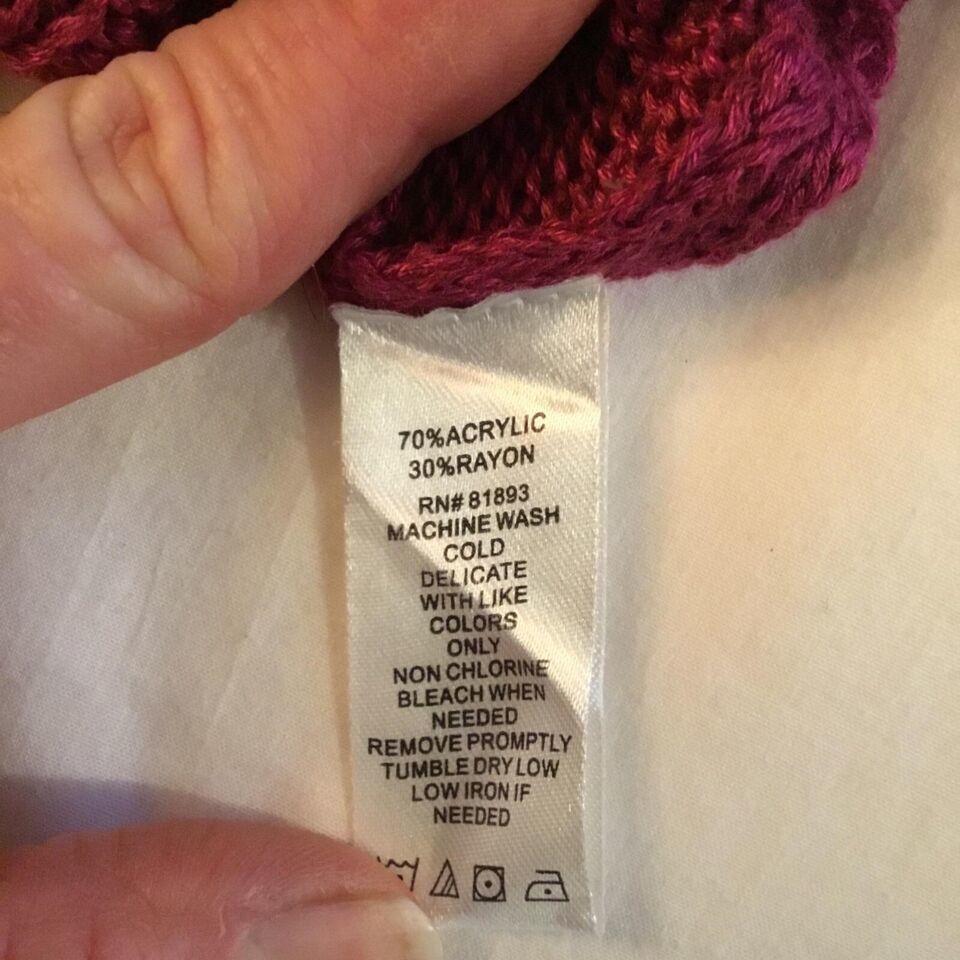 70%ACRYLIC
30%RAYON
RN# 81893
MACHINE WASH
COLD
DELICATE
WITH LIKE
COLORS
ONLY
NON CHLORINE
BLEACH WHEN
NEEDED
REMOVE PROMPTLY
TUMBLE DRY LOW
LOW IRON IF
NEEDED